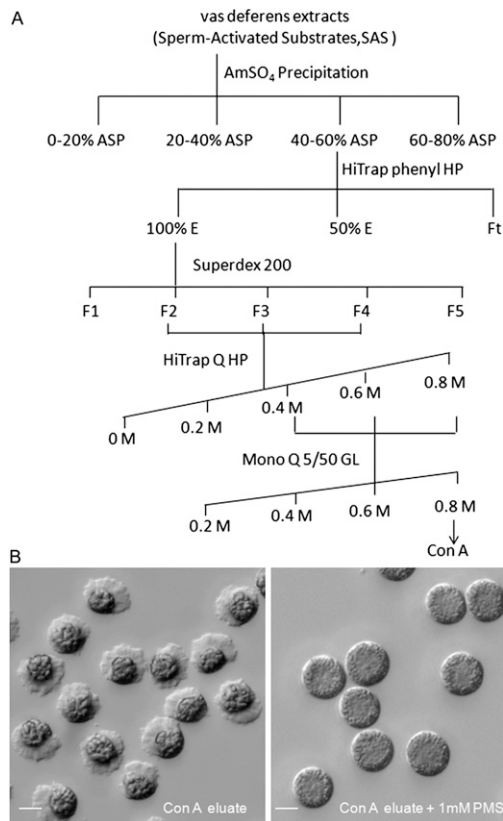 A
vas deferens extracts
(Sperm-Activated Substrates,SAS )
AmSO4 Precipitation
0-20% ASP 20-40% ASP 40-60% ASP 60-80% ASP
HiTrap phenyl HP
100% E 50% E Ft
Superdex 200
F1 F2 F3 F4 F5
HiTrap Q HP
0 M 0.2 M 0.4 M 0.6 M 0.8 M
Mono Q 5/50 GL
0.2 M 0.4 M 0.6 M 0.8 M
Con A
B
Con A eluate Con A eluate + 1mM PMS